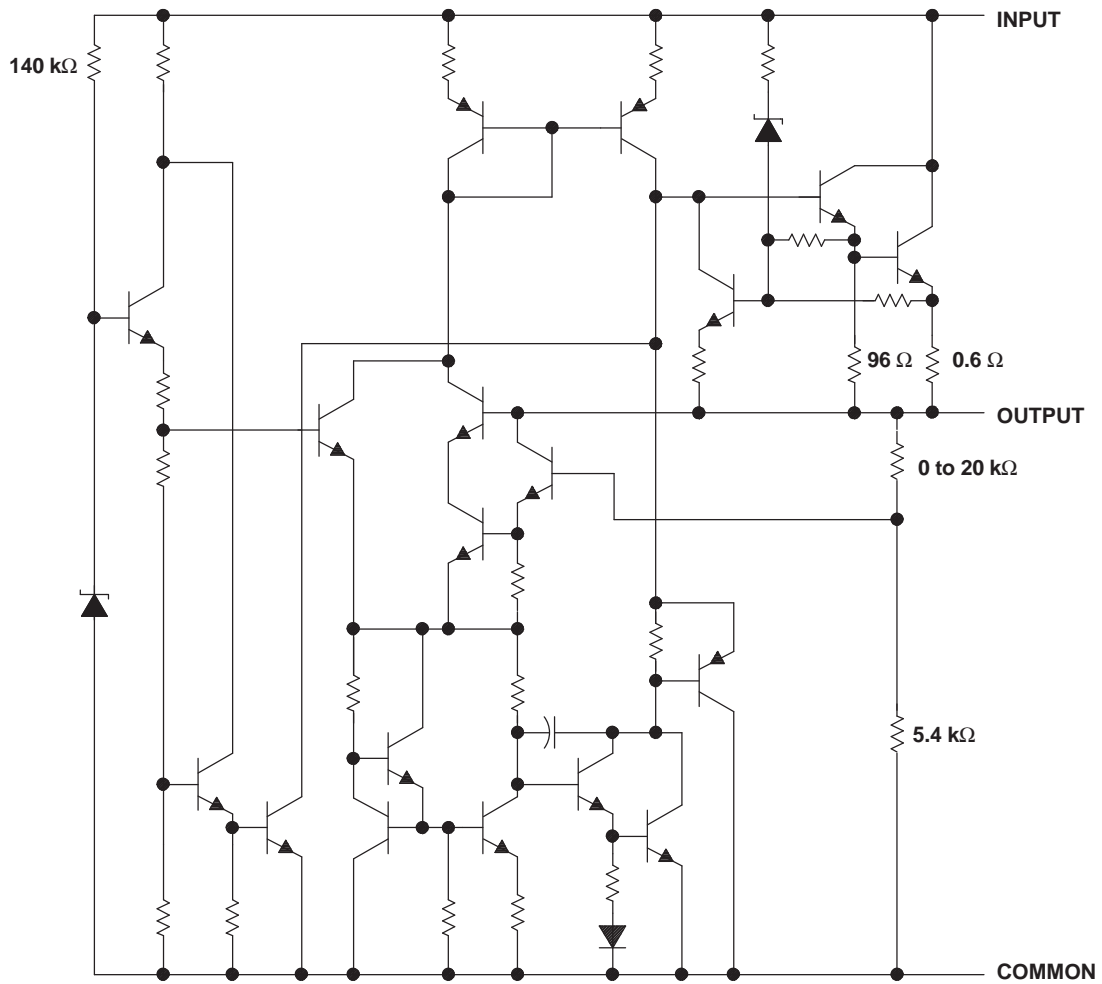 INPUT
140 kΩ
96 Ω
0.6 Ω
OUTPUT
0 to 20 kΩ
5.4 kΩ
COMMON